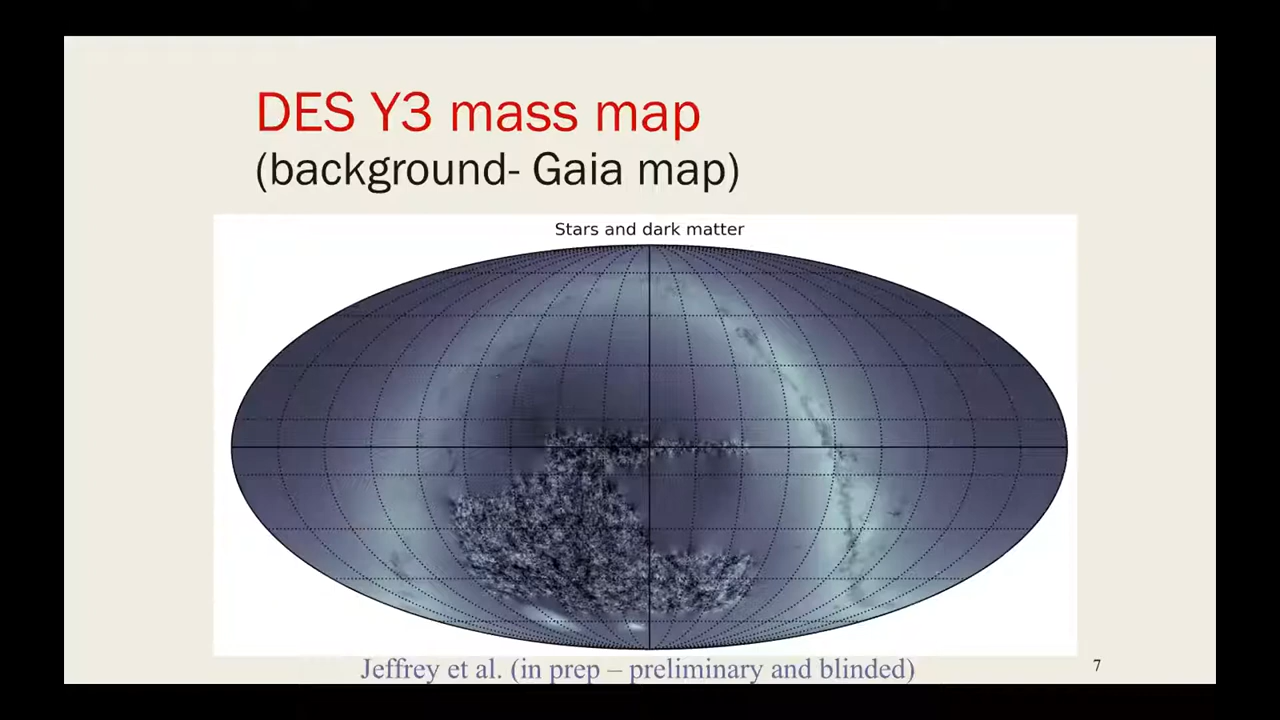 DES Y3 mass map
(background- Gaia map)
Stars and dark matter
Jeffrey et al. (in prep – preliminary and blinded)
7